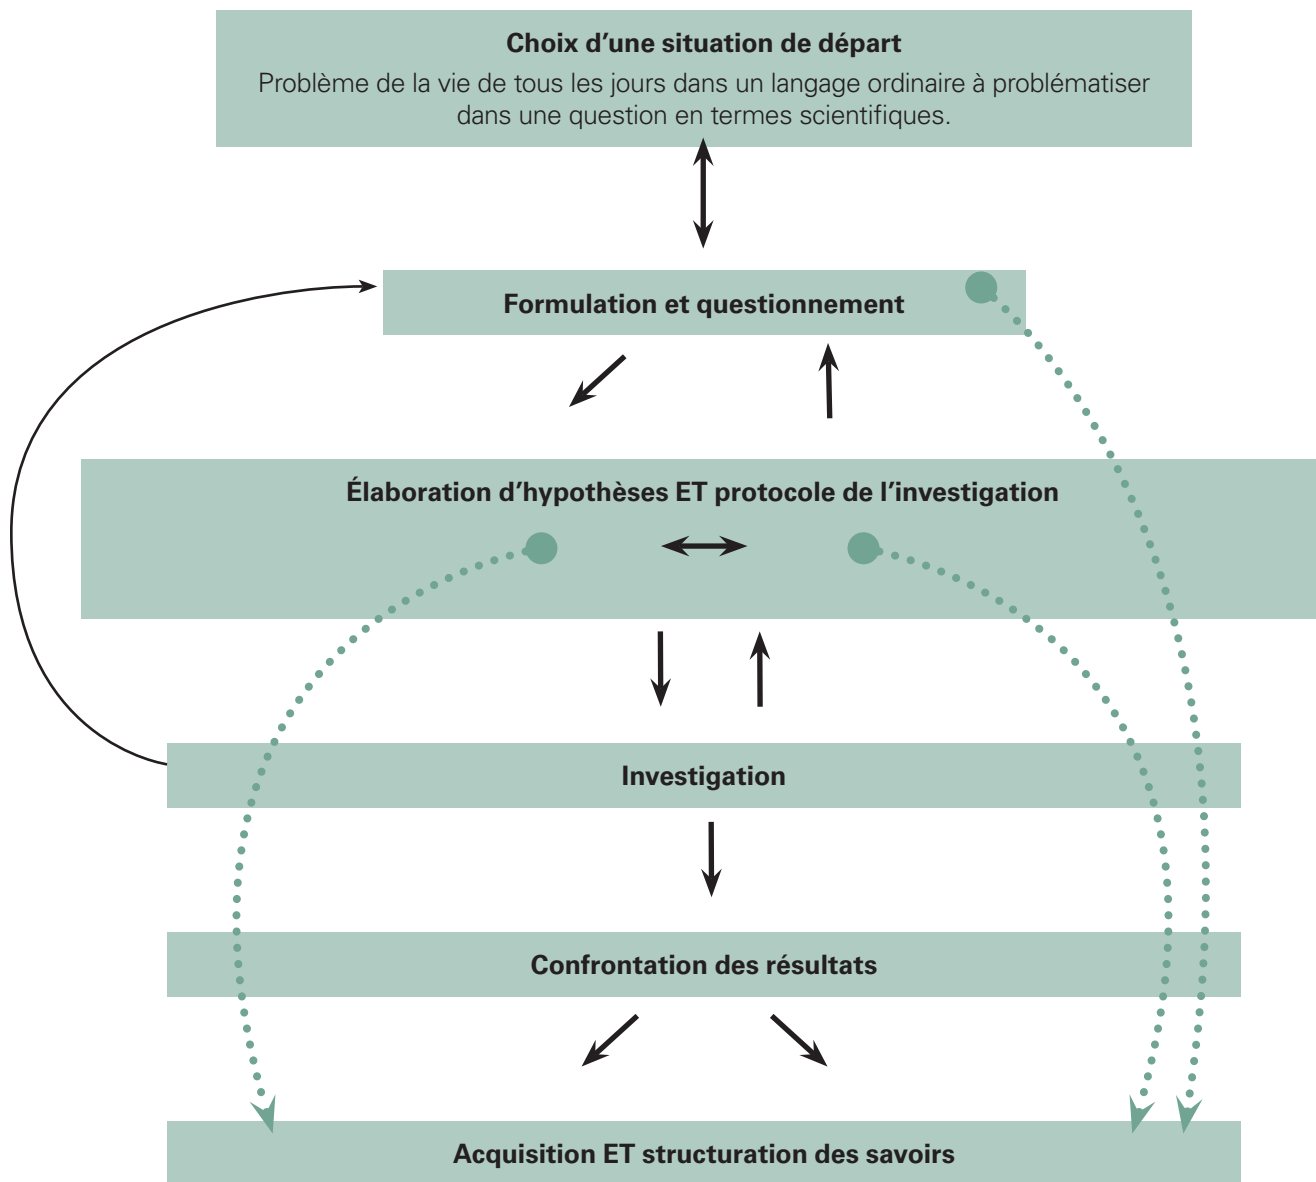 Choix d’une situation de départ
Problème de la vie de tous les jours dans un langage ordinaire à problématiser
dans une question en termes scientifiques.
Formulation et questionnement
Élaboration d’hypothèses ET protocole de l’investigation
Investigation
Confrontation des résultats
Acquisition ET structuration des savoirs